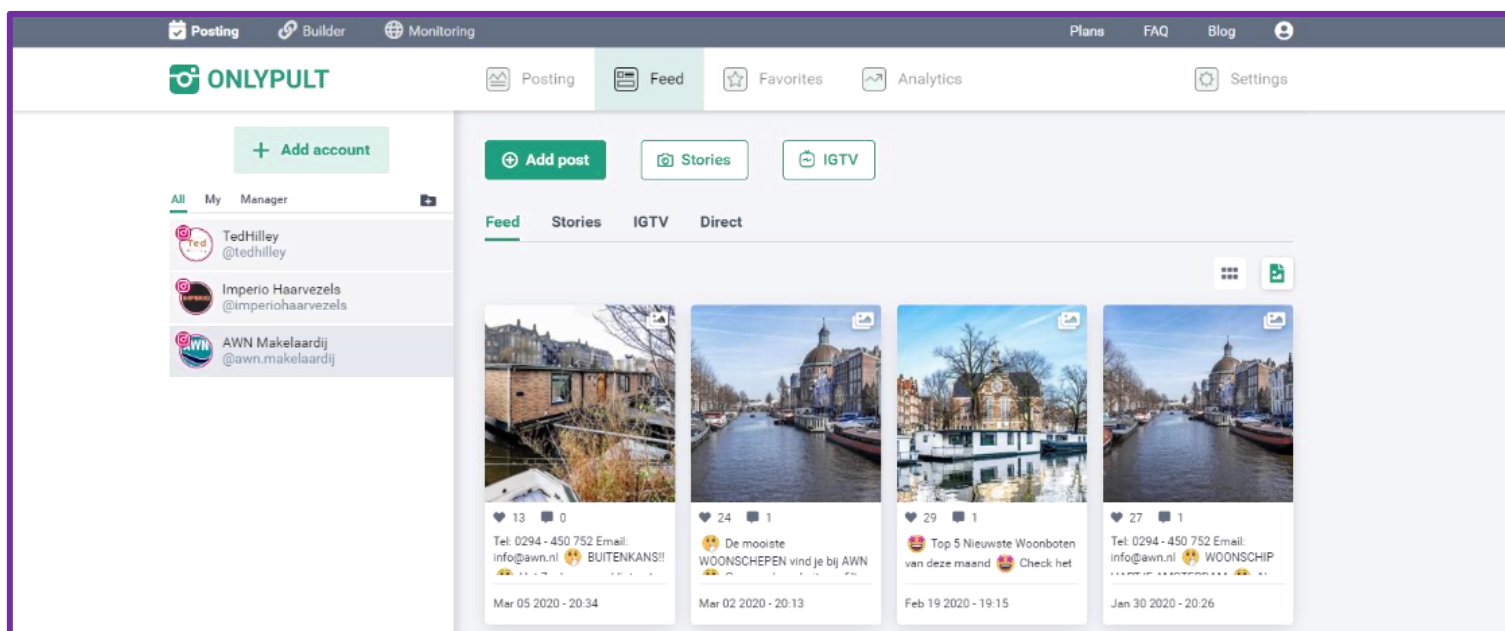 Posting Builder Monitoring Plans FAQ Blog
ONLYPULT Posting Feed Favorites Analytics Settings
+ Add account
All My Manager
TedHilley
@tedhilley
Imperio Haarvezels
@imperiohaarvezels
AWN Makelaardij
@awn.makelaardij
Add post Stories IGTV
Feed Stories IGTV Direct
13 0
Tel: 0294 - 450 752 Email:
info@awn.nl 🤫 BUITENKANS!!
Mar 05 2020 - 20:34
24 1
🤫 De mooiste
WOONSCHEPEN vind je bij AWN
Mar 02 2020 - 20:13
29 1
🤩 Top 5 Nieuwste Woonboten
van deze maand 🤩 Check het
Feb 19 2020 - 19:15
27 1
Tel: 0294 - 450 752 Email:
info@awn.nl 🤫 WOONSCHIP
Jan 30 2020 - 20:26